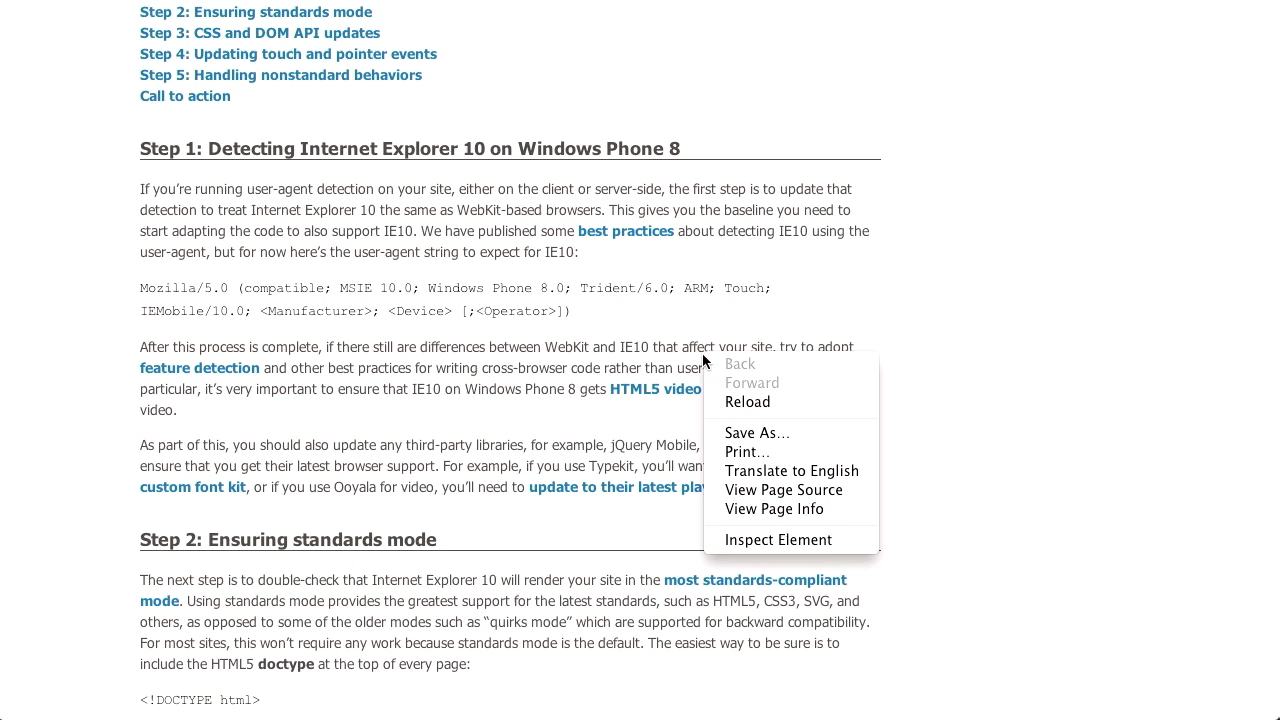 Step 2: Ensuring standards mode
Step 3: CSS and DOM API updates
Step 4: Updating touch and pointer events
Step 5: Handling nonstandard behaviors
Call to action
Step 1: Detecting Internet Explorer 10 on Windows Phone 8
If you’re running user-agent detection on your site, either on the client or server-side, the first step is to update that
detection to treat Internet Explorer 10 the same as WebKit-based browsers. This gives you the baseline you need to
start adapting the code to also support IE10. We have published some best practices about detecting IE10 using the
user-agent, but for now here’s the user-agent string to expect for IE10:
Mozilla/5.0 (compatible; MSIE 10.0; Windows Phone 8.0; Trident/6.0; ARM; Touch;
IEMobile/10.0; <Manufacturer>; <Device> [;<Operator>])
After this process is complete, if there still are differences between WebKit and IE10 that affect your site, try to adopt
feature detection and other best practices for writing cross-browser code rather than user
particular, it’s very important to ensure that IE10 on Windows Phone 8 gets HTML5 video
video.
As part of this, you should also update any third-party libraries, for example, jQuery Mobile,
ensure that you get their latest browser support. For example, if you use Typekit, you’ll want
custom font kit, or if you use Ooyala for video, you’ll need to update to their latest
Back
Forward
Reload
Save As...
Print...
Translate to English
View Page Source
View Page Info
Inspect Element
Step 2: Ensuring standards mode
The next step is to double-check that Internet Explorer 10 will render your site in the most standards-compliant
mode. Using standards mode provides the greatest support for the latest standards, such as HTML5, CSS3, SVG, and
others, as opposed to some of the older modes such as “quirks mode” which are supported for backward compatibility.
For most sites, this won’t require any work because standards mode is the default. The easiest way to be sure is to
include the HTML5 doctype at the top of every page:
<!DOCTYPE html>